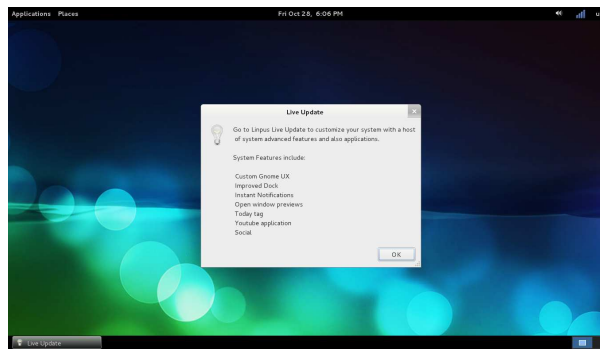 Applications Places Fri Oct 28, 6:06 PM u
Live Update
Go to Linpus Live Update to customize your system with a host
of system advanced features and also applications.
System Features include:
Custom Gnome UX
Improved Dock
Instant Notifications
Open window previews
Today tag
Youtube application
Social
OK
Live Update